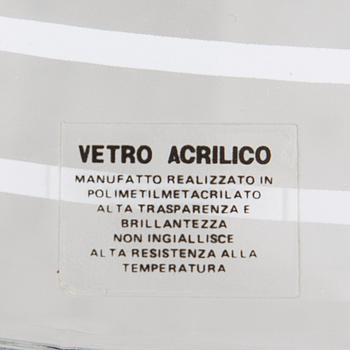 VETRO ACRILICO
MANUFATTO REALIZZATO IN
POLIMETILMETACRILATO
ALTA TRASPARENZA E
BRILLANTEZZA
NON INGIALLISCE
ALTA RESISTENZA ALLA
TEMPERATURA